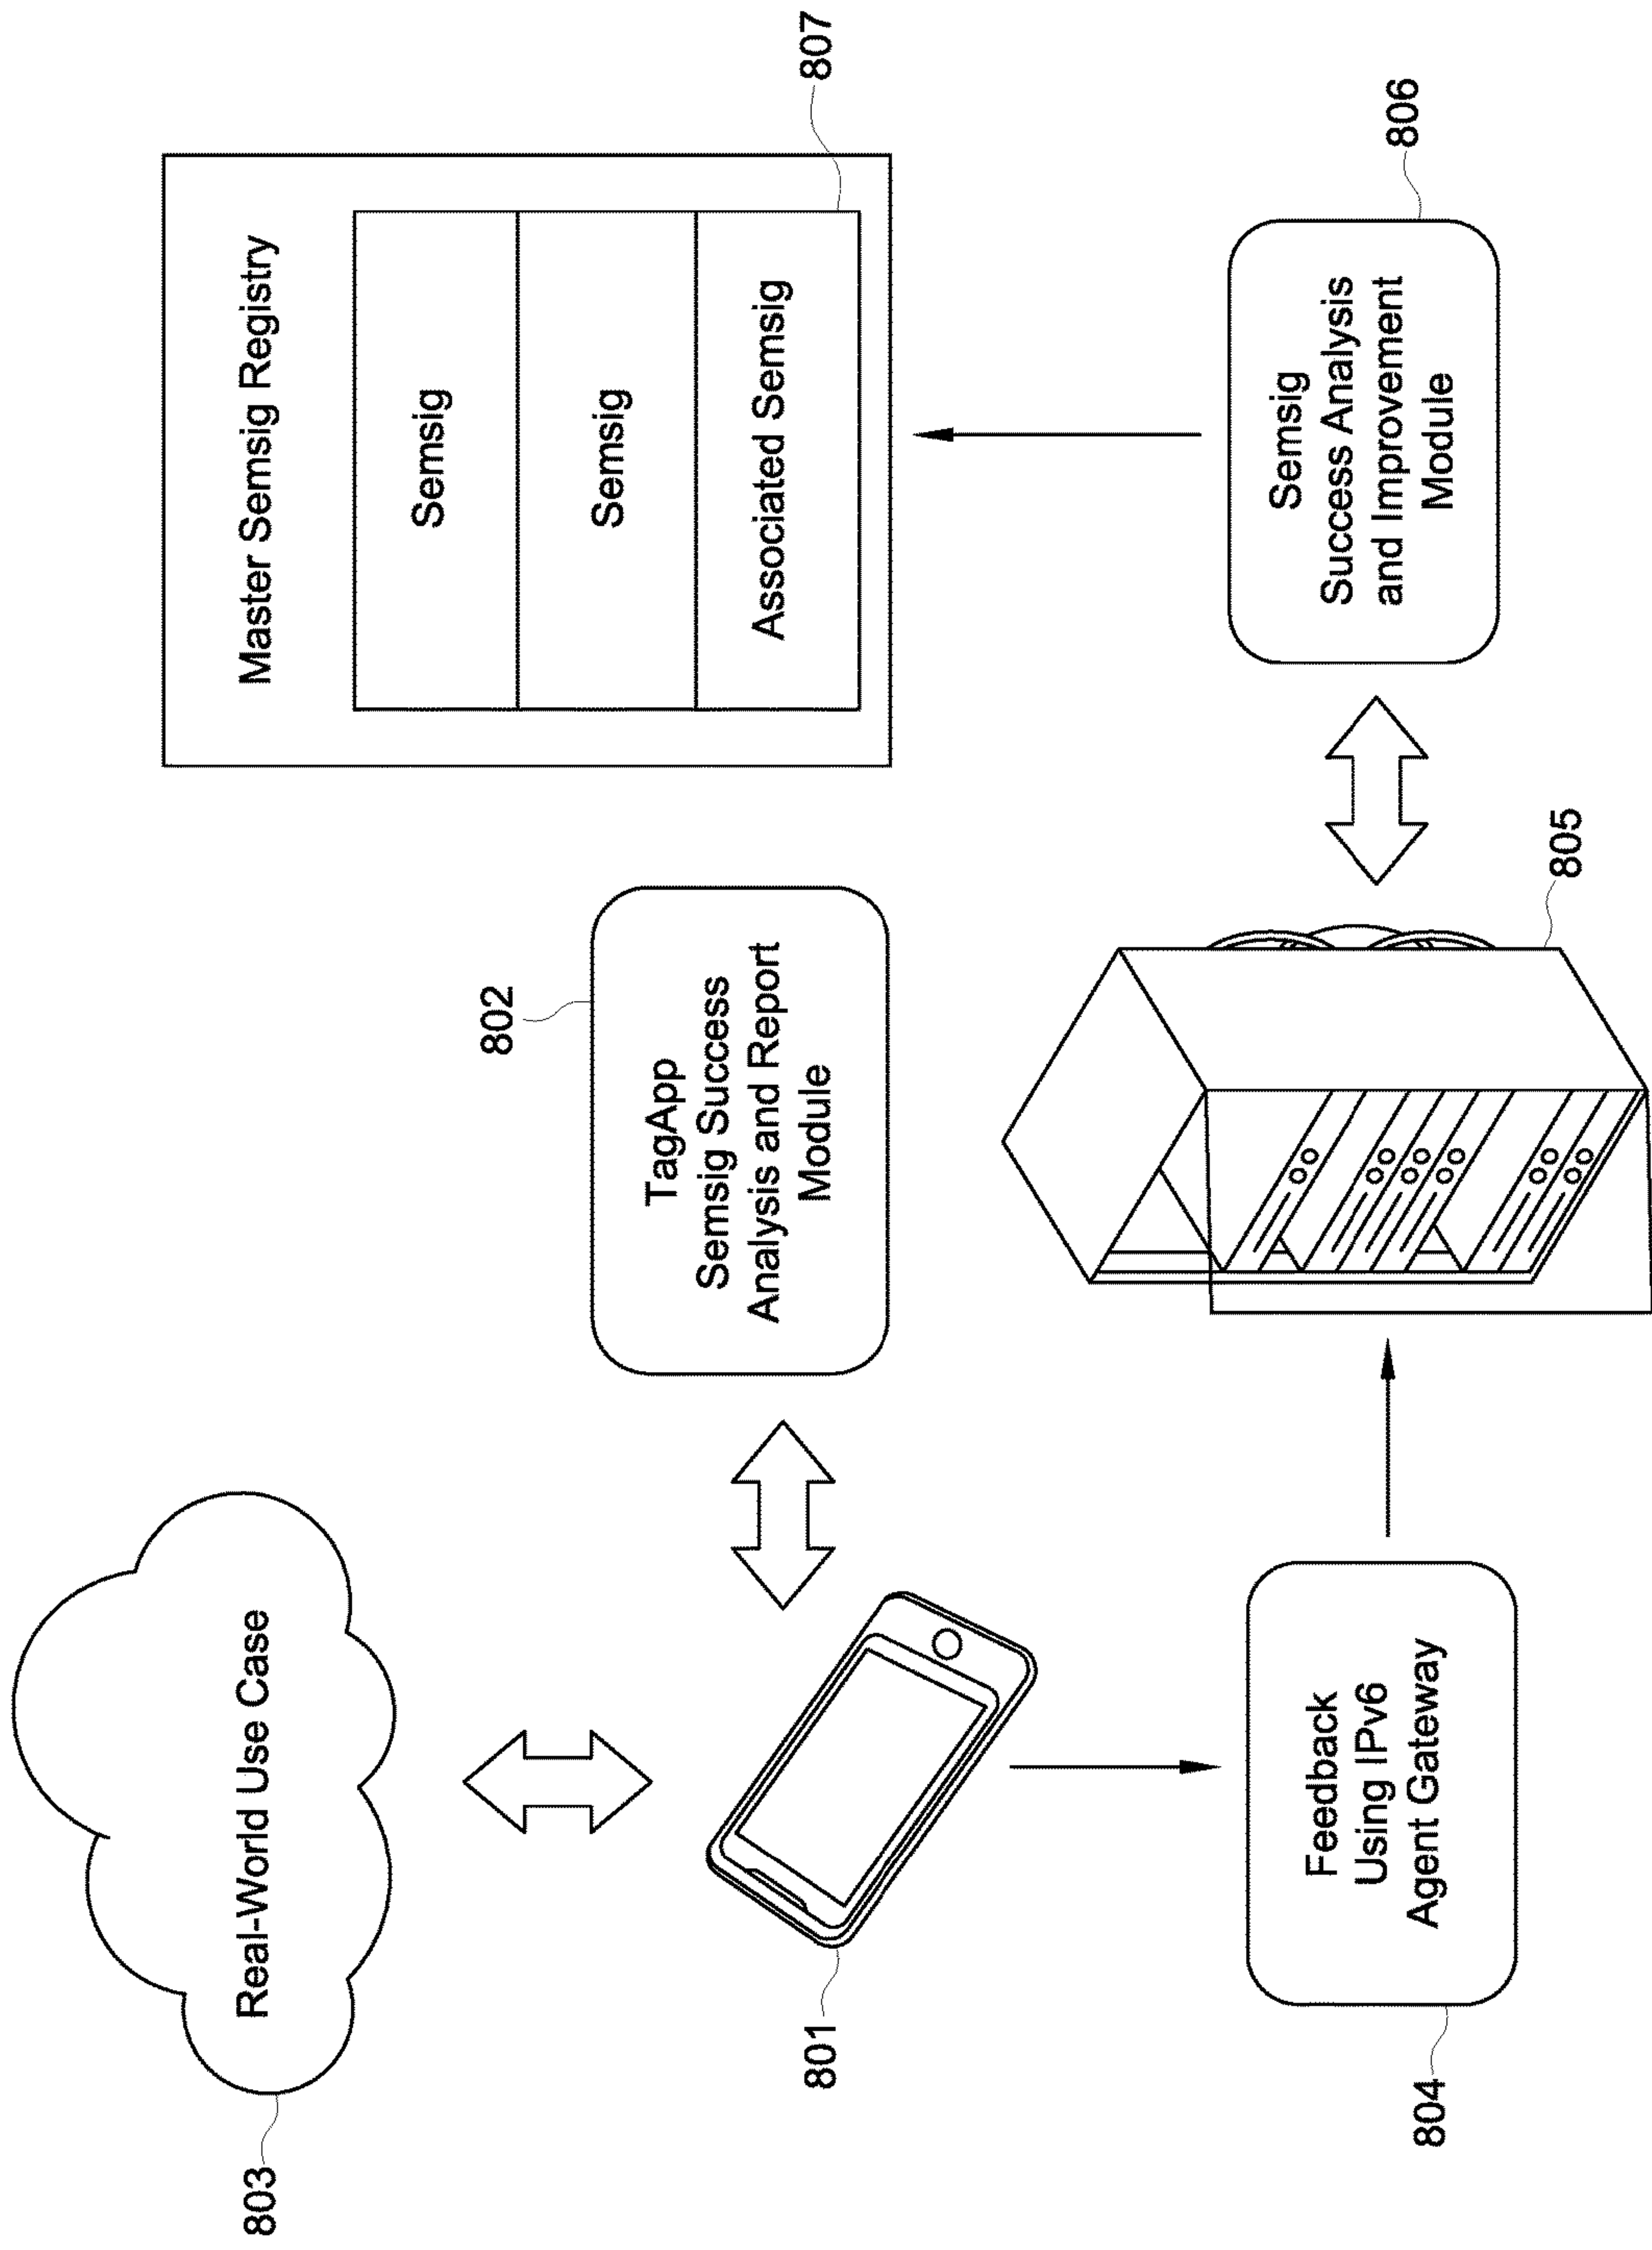 803
Real-World Use Case
Master Semsig Registry
Semsig
Semsig
Associated Semsig
807
802
TagApp
Semsig Success
Analysis and Report
Module
801
804
Feedback
Using IPv6
Agent Gateway
805
Semsig
Success Analysis
and Improvement
Module
806